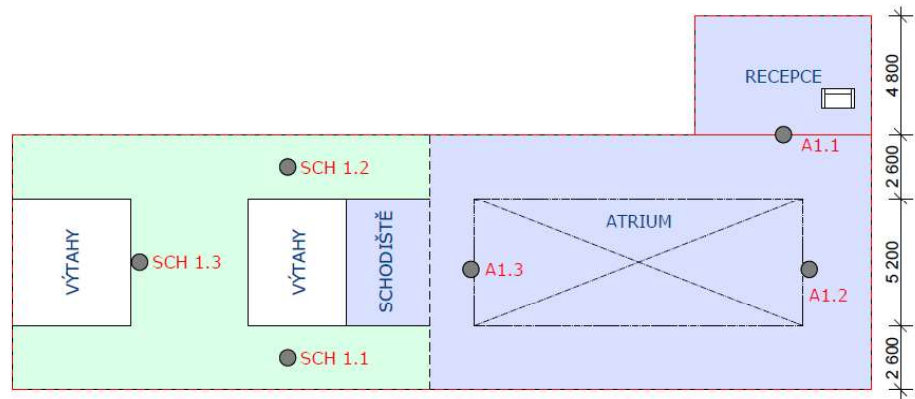 RECEPCE
4 800
A1.1
2 600
SCH 1.2
VÝTAHY
SCH 1.3
VÝTAHY
SCHODIŠTĚ
ATRIUM
A1.3
A1.2
5 200
SCH 1.1
2 600